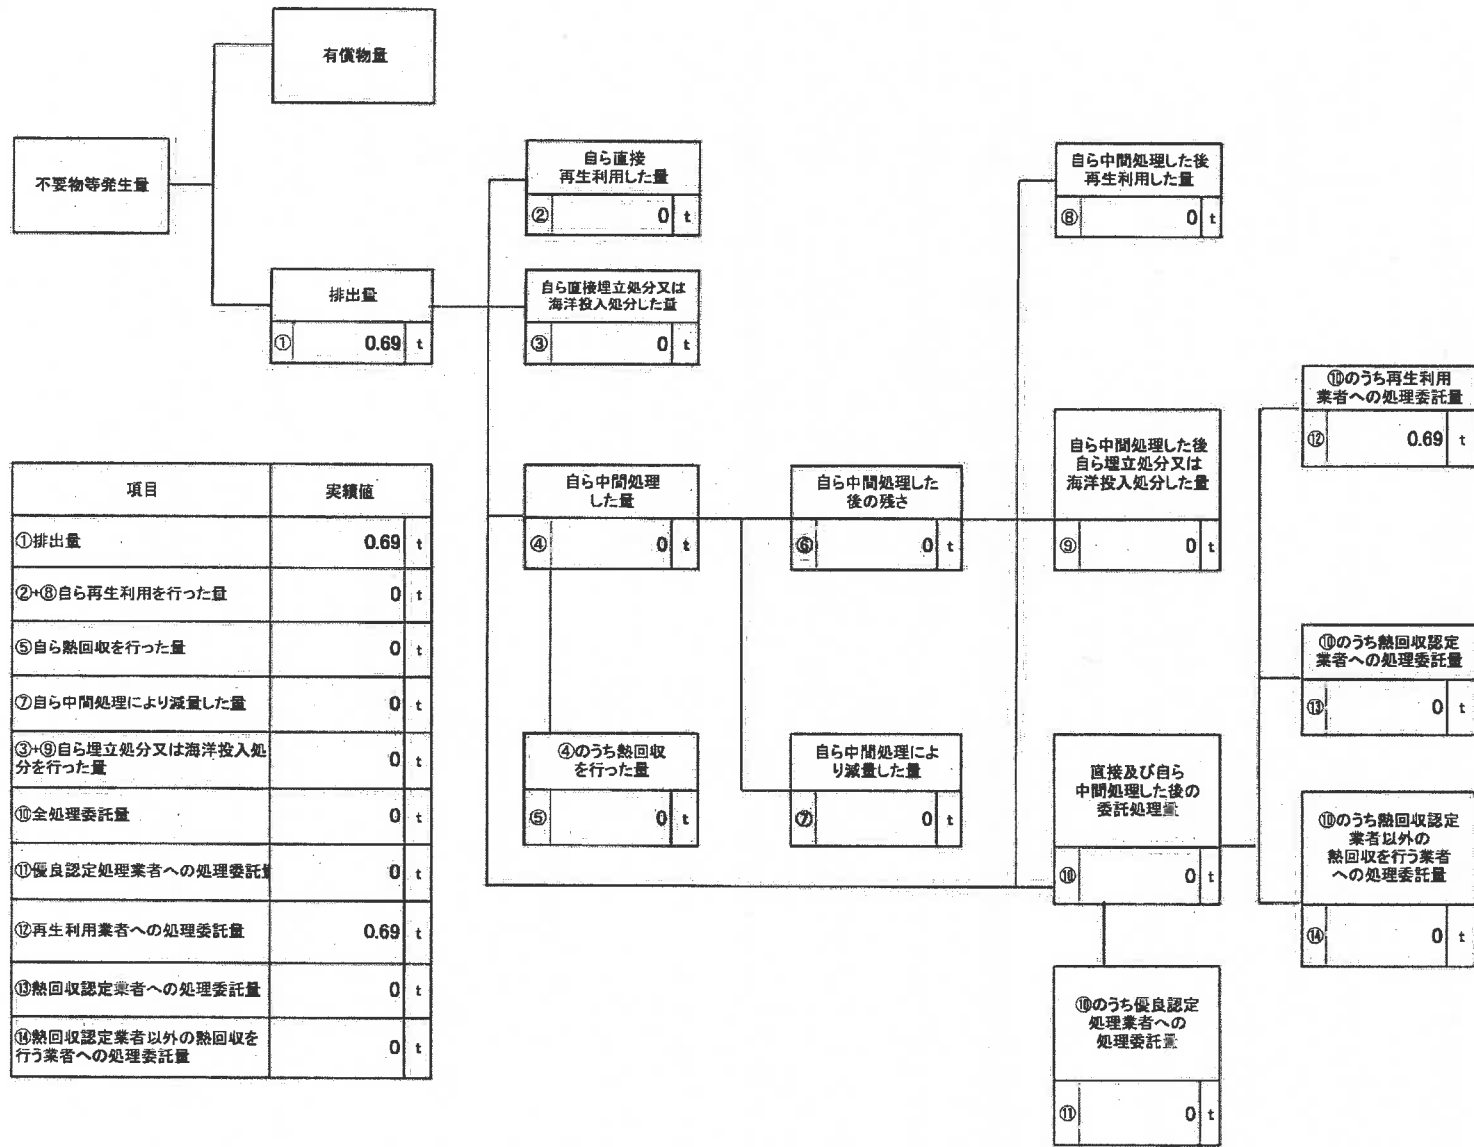 有償物量
不要物等発生量
排出量
① 0.69 t
自ら直接
再生利用した量
② 0 t
自ら直接埋立処分又は
海洋投入処分した量
③ 0 t
自ら中間処理
した量
④ 0 t
④のうち熱回収
を行った量
⑤ 0 t
自ら中間処理した
後の残さ
⑥ 0 t
自ら中間処理によ
り減量した量
⑦ 0 t
自ら中間処理した後
再生利用した量
⑧ 0 t
自ら中間処理した後
自ら埋立処分又は
海洋投入処分した量
⑨ 0 t
直接及び自ら
中間処理した後の
委託処理量
⑩ 0 t
⑩のうち優良認定
処理業者への
処理委託量
⑪ 0 t
⑩のうち再生利用
業者への処理委託量
⑫ 0.69 t
⑩のうち熱回収認定
業者への処理委託量
⑬ 0 t
⑩のうち熱回収認定
業者以外の
熱回収を行う業者
への処理委託量
⑭ 0 t
項目 実績値
①排出量 0.69 t
②+⑧自ら再生利用を行った量 0 t
⑤自ら熱回収を行った量 0 t
⑦自ら中間処理により減量した量 0 t
③+⑨自ら埋立処分又は海洋投入処
分を行った量 0 t
⑩全処理委託量 0 t
⑪優良認定処理業者への処理委託量 0 t
⑫再生利用業者への処理委託量 0.69 t
⑬熱回収認定業者への処理委託量 0 t
⑭熱回収認定業者以外の熱回収を
行う業者への処理委託量 0 t